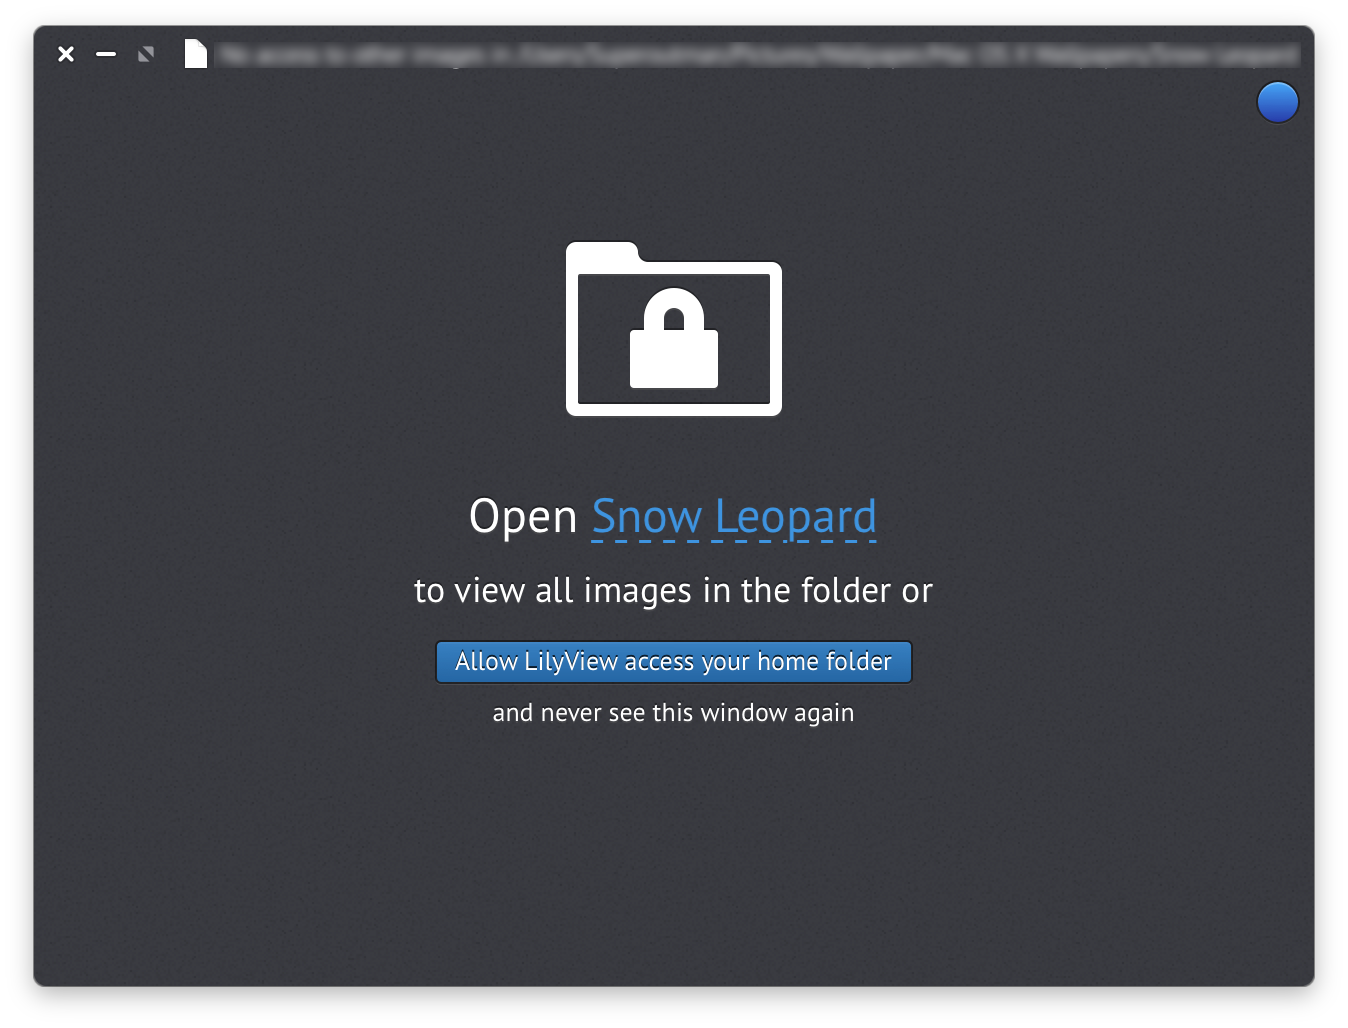 Open Snow Leopard
to view all images in the folder or
Allow LilyView access your home folder
and never see this window again